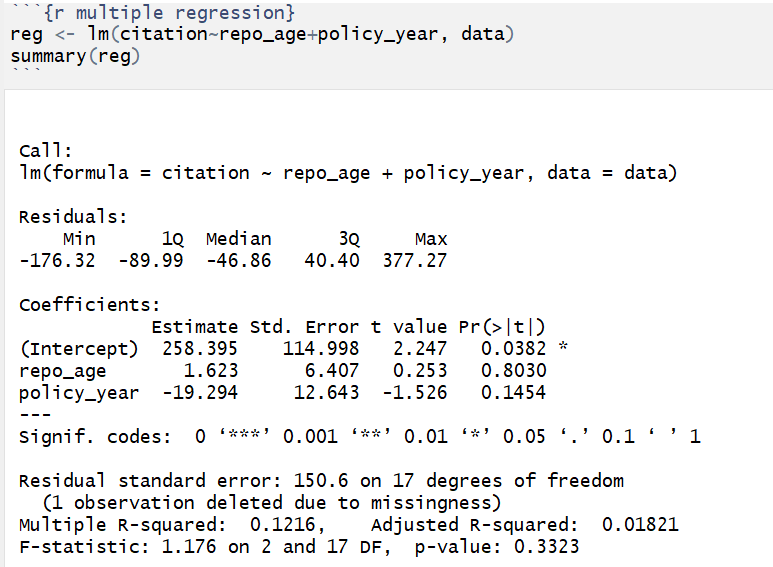 ```{r multiple regression}
reg <- lm(citation~repo_age+policy_year, data)
summary(reg)
```
Call:
lm(formula = citation ~ repo_age + policy_year, data = data)
Residuals:
    Min      1Q  Median      3Q     Max
-176.32  -89.99  -46.86   40.40  377.27
Coefficients:
            Estimate Std. Error t value Pr(>|t|)
(Intercept)  258.395    114.998   2.247   0.0382 *
repo_age       1.623      6.407   0.253   0.8030
policy_year  -19.294     12.643  -1.526   0.1454
---
Signif. codes:  0 ‘***’ 0.001 ‘**’ 0.01 ‘*’ 0.05 ‘.’ 0.1 ‘ ’ 1
Residual standard error: 150.6 on 17 degrees of freedom
  (1 observation deleted due to missingness)
Multiple R-squared:  0.1216,    Adjusted R-squared:  0.01821
F-statistic: 1.176 on 2 and 17 DF,  p-value: 0.3323